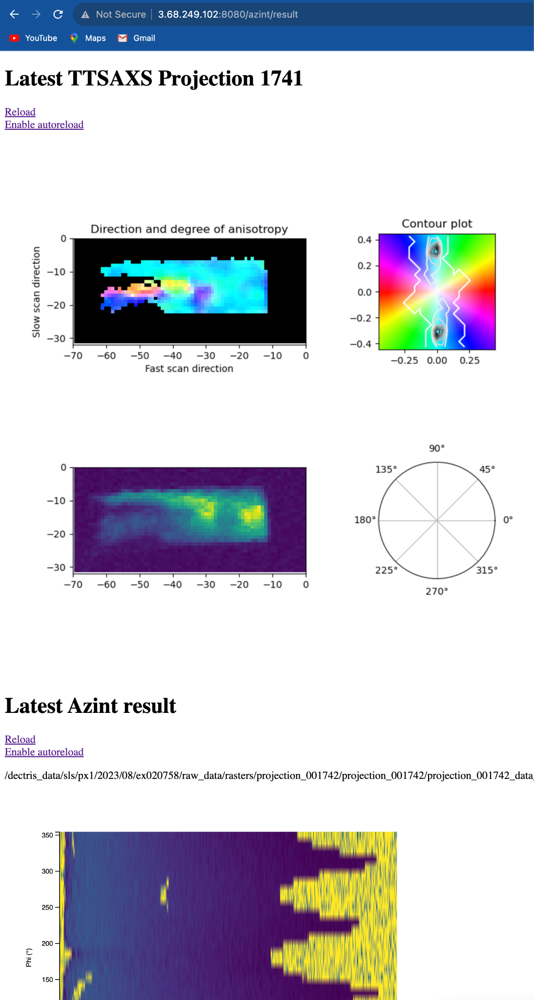 Not Secure 3.68.249.102:8080/azint/result
YouTube Maps Gmail
Latest TTSAXS Projection 1741
Reload
Enable autoreload
Direction and degree of anisotropy
0
−10
−20
−30
Slow scan direction
−70 −60 −50 −40 −30 −20 −10 0
Fast scan direction
Contour plot
0.4
0.2
0.0
−0.2
−0.4
−0.25 0.00 0.25
0
−10
−20
−30
−70 −60 −50 −40 −30 −20 −10 0
90°
135° 45°
180° 0°
225° 315°
270°
Latest Azint result
Reload
Enable autoreload
/dectris_data/sls/px1/2023/08/ex020758/raw_data/rasters/projection_001742/projection_001742/projection_001742_data_
350
300
250
200
150
Phi (°)